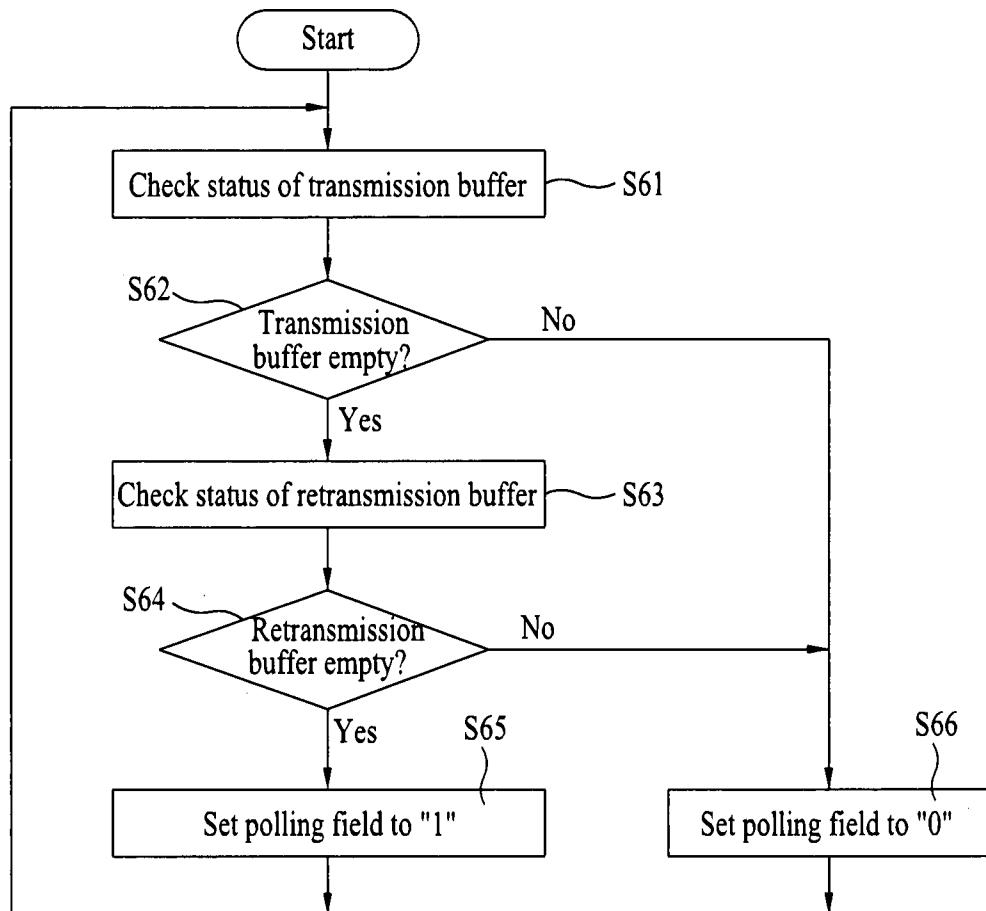 Start
Check status of transmission buffer
S61
S62
Transmission
buffer empty?
No
Yes
Check status of retransmission buffer
S63
S64
Retransmission
buffer empty?
No
Yes
S65
S66
Set polling field to "1"
Set polling field to "0"